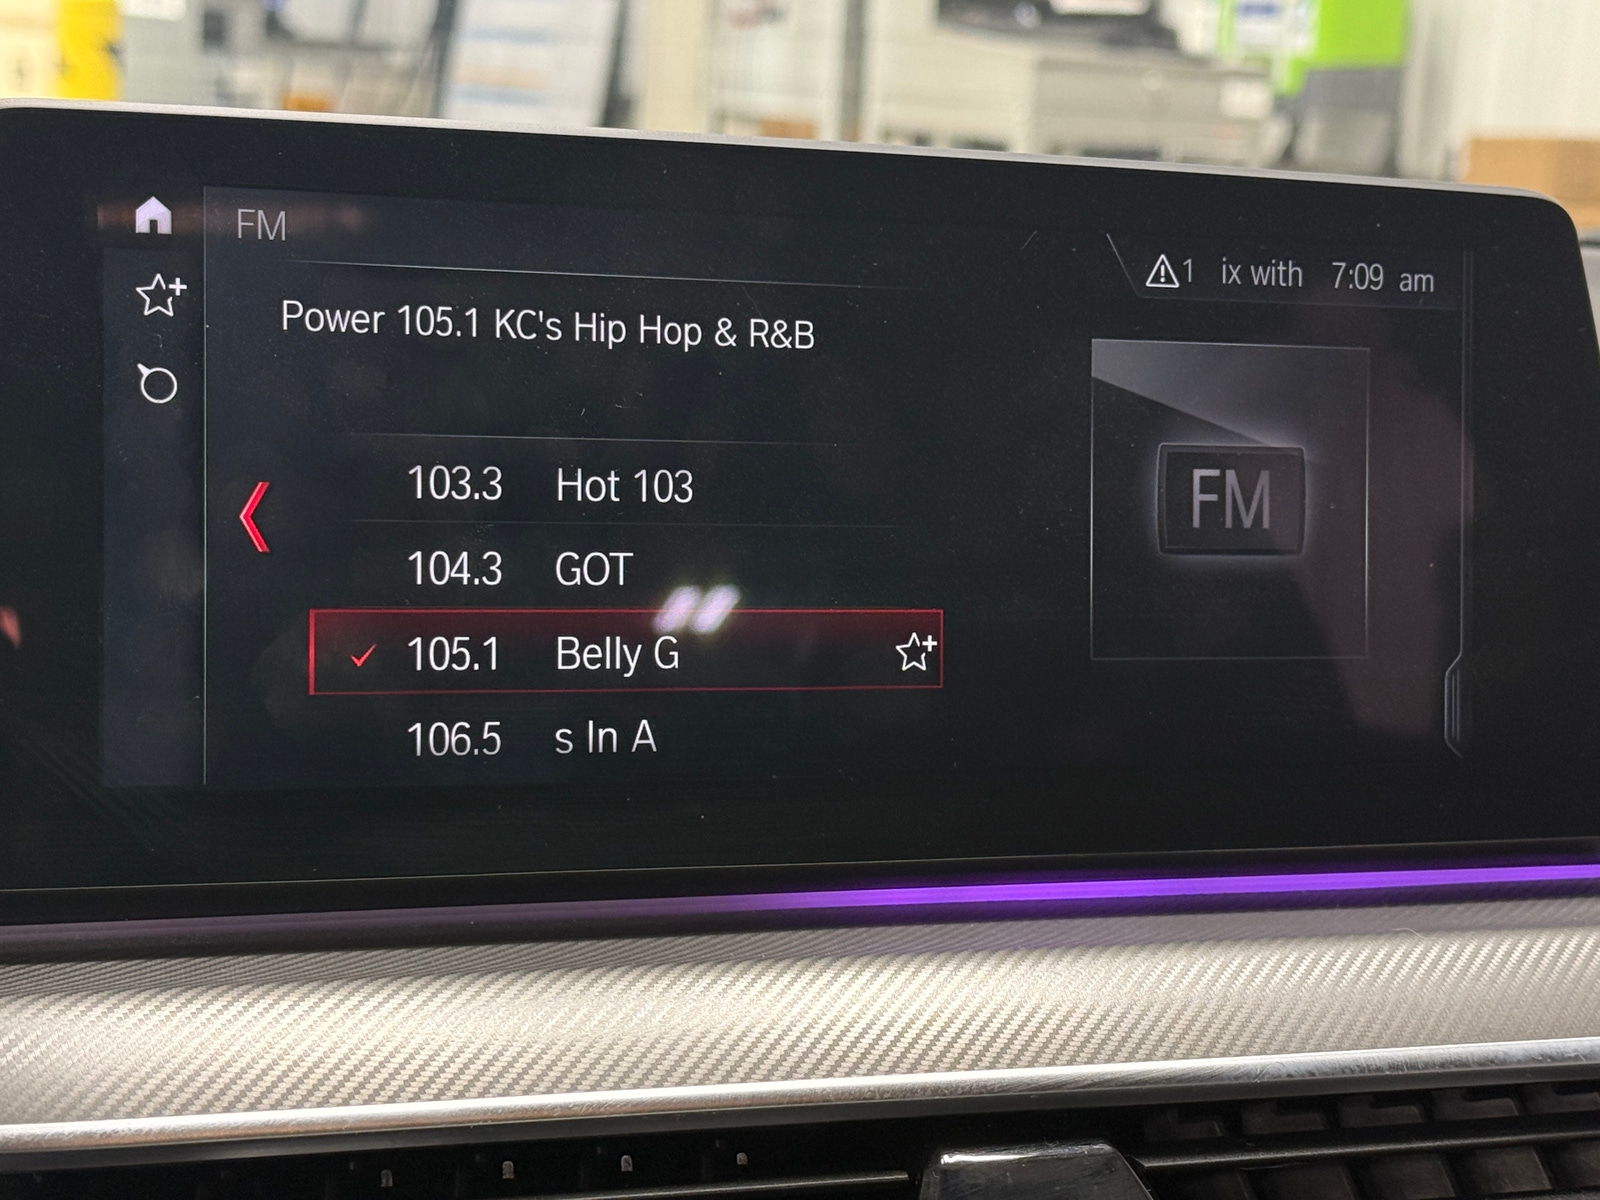 FM
1 ix with 7:09 am
Power 105.1 KC's Hip Hop & R&B
103.3 Hot 103
104.3 GOT
105.1 Belly G
106.5 s In A
FM